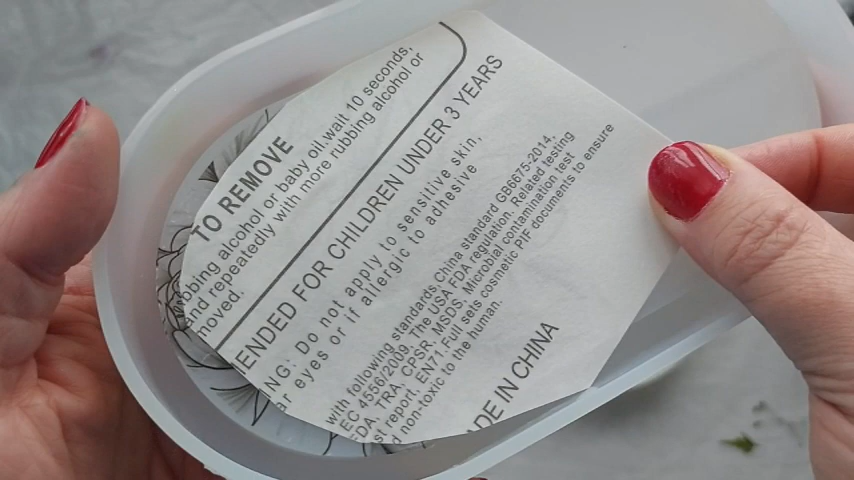 TO REMOVE
bbing alcohol or baby oil.wait 10 seconds,
and repeatedly with more rubbing alcohol or
moved.
ENDED FOR CHILDREN UNDER 3 YEARS
NG: Do not apply to sensitive skin,
ar eyes or if allergic to adhesive
with following standards China standard GB6675-2014,
EC 4556/2009. The USA FDA regulation. Related testing
FDA, TRA, CPSR, MSDS. Microbial contamination test
st report, EN71.Full sets cosmetic PIF documents to ensure
d non-toxic to the human.
DE IN CHINA